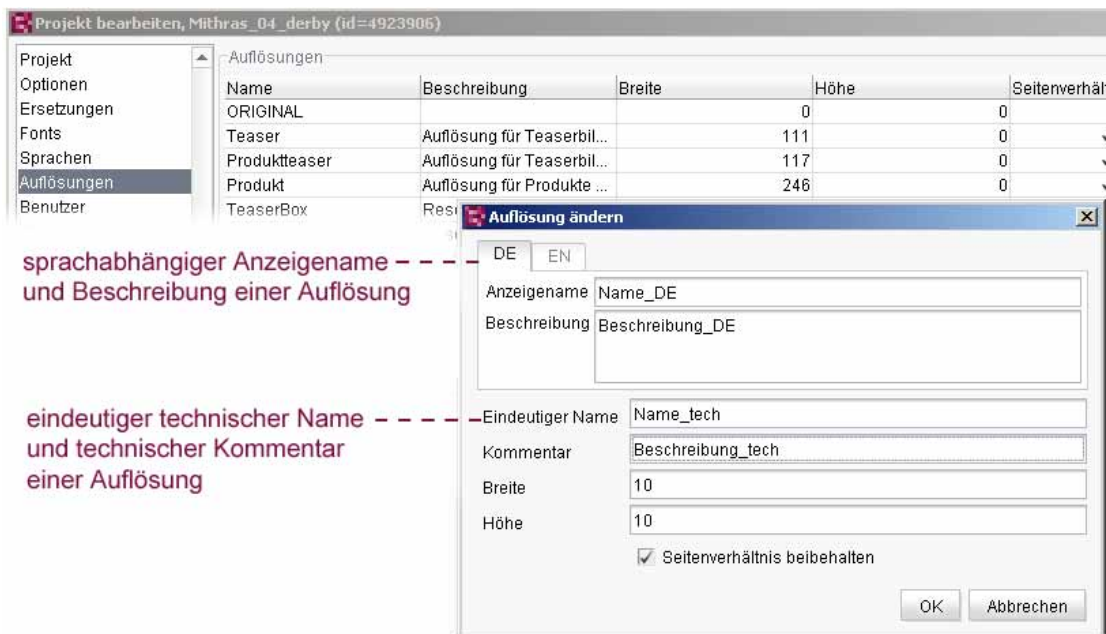 Projekt bearbeiten, Mithras_04_derby (id=4923906)
Projekt
Optionen
Ersetzungen
Fonts
Sprachen
Auflösungen
Benutzer
Auflösungen
Name Beschreibung Breite Höhe Seitenverhält
ORIGINAL 0 0
Teaser Auflösung für Teaserbil... 111 0
Produktteaser Auflösung für Teaserbil... 117 0
Produkt Auflösung für Produkte ... 246 0
TeaserBox
Auflösung ändern
DE EN
sprachabhängiger Anzeigename
und Beschreibung einer Auflösung
Anzeigename Name_DE
Beschreibung Beschreibung_DE
eindeutiger technischer Name
und technischer Kommentar
einer Auflösung
Eindeutiger Name Name_tech
Kommentar Beschreibung_tech
Breite 10
Höhe 10
Seitenverhältnis beibehalten
OK Abbrechen